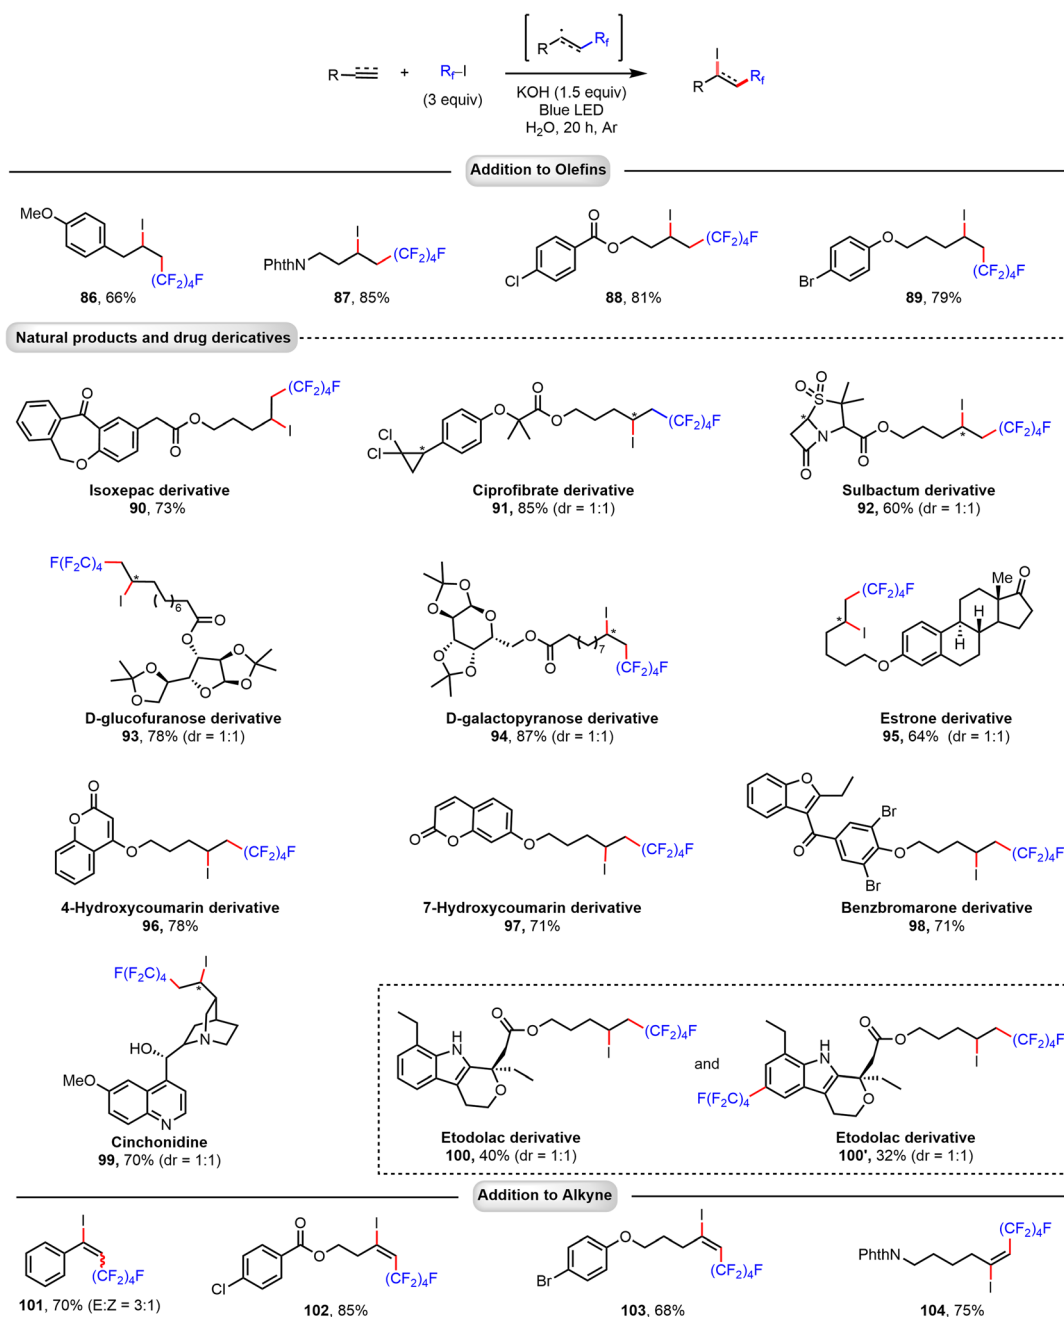 R + Rf–I [R Rf] I R Rf
(3 equiv)
KOH (1.5 equiv)
Blue LED
H2O, 20 h, Ar
Addition to Olefins
MeO I (CF2)4F
86, 66%
PhthN I (CF2)4F
87, 85%
Cl O O I (CF2)4F
88, 81%
Br O I (CF2)4F
89, 79%
Natural products and drug dericatives
O O O O I (CF2)4F
Isoxepac derivative
90, 73%
Cl Cl * O O O * I (CF2)4F
Ciprofibrate derivative
91, 85% (dr = 1:1)
O O S * N O O O I * (CF2)4F
Sulbactum derivative
92, 60% (dr = 1:1)
F(F2C)4 * I ( )6 O O O O O O O
D-glucofuranose derivative
93, 78% (dr = 1:1)
O O O O O O O ( )7 I * (CF2)4F
D-galactopyranose derivative
94, 87% (dr = 1:1)
(CF2)4F * I O Me O H H H
Estrone derivative
95, 64% (dr = 1:1)
O O O I (CF2)4F
4-Hydroxycoumarin derivative
96, 78%
O O O I (CF2)4F
7-Hydroxycoumarin derivative
97, 71%
O O Br Br O I (CF2)4F
Benzbromarone derivative
98, 71%
F(F2C)4 I * N HO MeO N
Cinchonidine
99, 70% (dr = 1:1)
H N O O O I (CF2)4F
Etodolac derivative
100, 40% (dr = 1:1)
and
F(F2C)4 H N O O O I (CF2)4F
Etodolac derivative
100', 32% (dr = 1:1)
Addition to Alkyne
I (CF2)4F
101, 70% (E:Z = 3:1)
Cl O O I (CF2)4F
102, 85%
Br O I (CF2)4F
103, 68%
PhthN I (CF2)4F
104, 75%